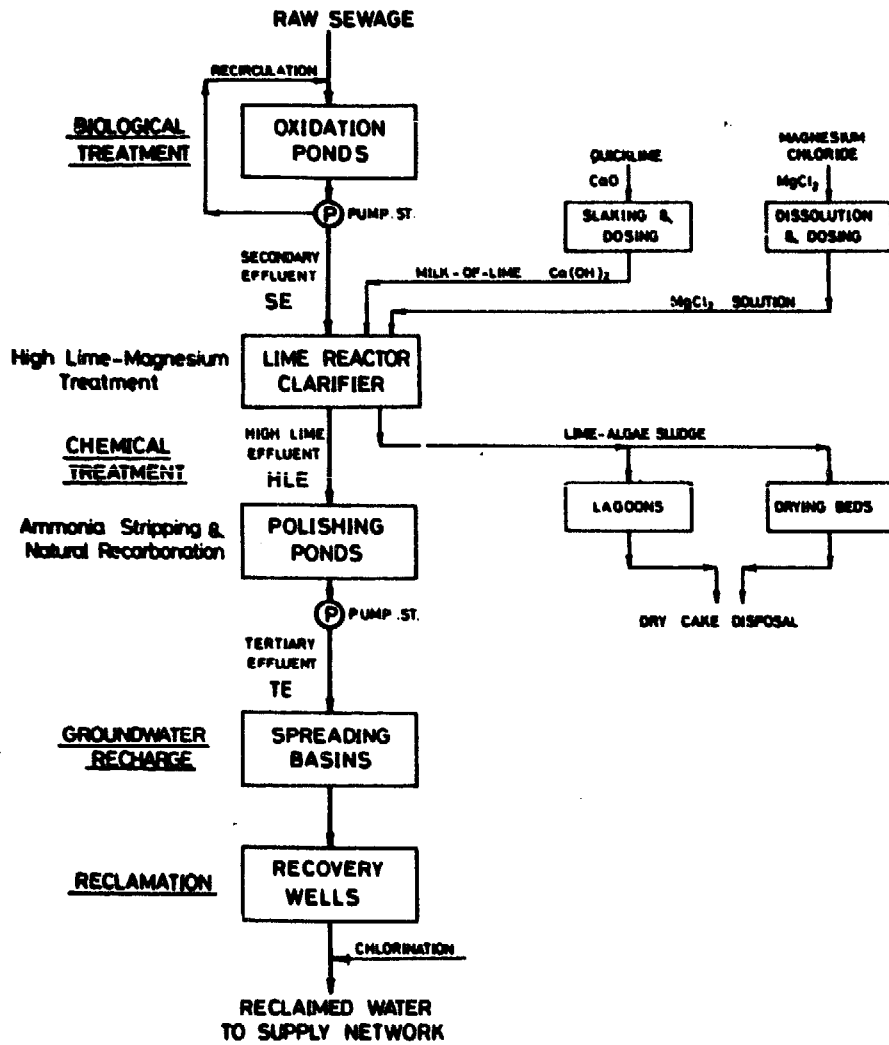 RAW SEWAGE
RECIRCULATION
BIOLOGICAL
TREATMENT
OXIDATION
PONDS
P
PUMP. ST.
QUICKLIME
CaO
MAGNESIUM
CHLORIDE
MgCl₂
SLAKING &
DOSING
DISSOLUTION
& DOSING
SECONDARY
EFFLUENT
SE
MILK-OF-LIME Ca(OH)₂
MgCl₂ SOLUTION
High Lime-Magnesium
Treatment
LIME REACTOR
CLARIFIER
CHEMICAL
TREATMENT
HIGH LIME
EFFLUENT
HLE
LIME-ALGAE SLUDGE
LAGOONS
DRYING BEDS
Ammonia Stripping &
Natural Recarbonation
POLISHING
PONDS
P
PUMP. ST.
DRY CAKE DISPOSAL
TERTIARY
EFFLUENT
TE
GROUNDWATER
RECHARGE
SPREADING
BASINS
RECLAMATION
RECOVERY
WELLS
CHLORINATION
RECLAIMED WATER
TO SUPPLY NETWORK